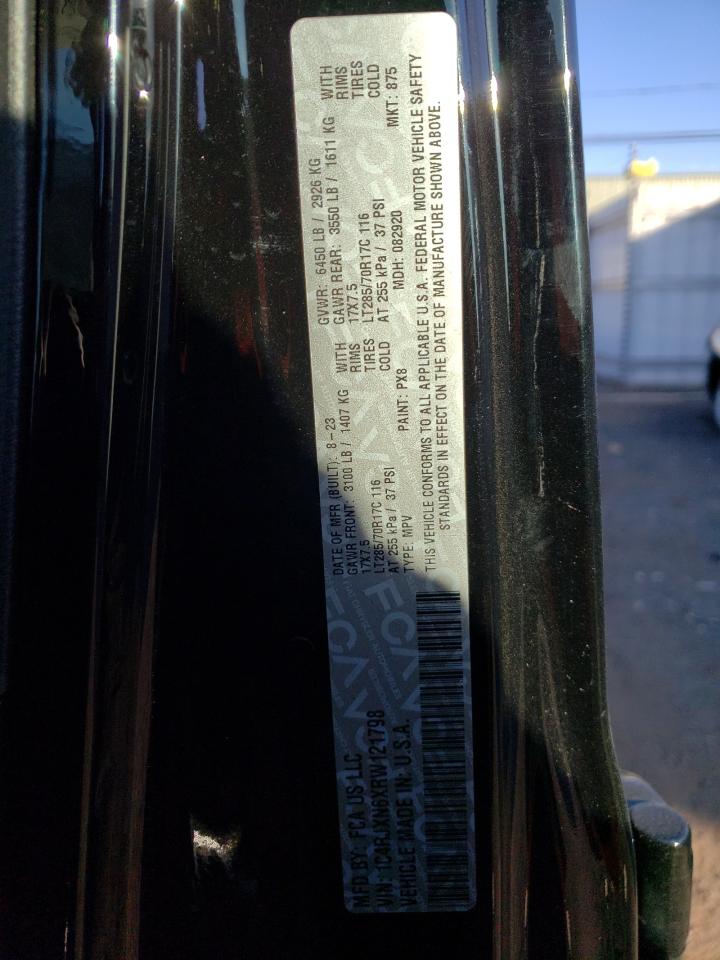 MFD BY: FCA US LLC
VIN: 1C4RJXN6XRW121798
VEHICLE MADE IN: U.S.A.
DATE OF MFR (BUILT): 8-23 GVWR: 6450 LB / 2926 KG
GAWR FRONT: 3100 LB / 1407 KG WITH GAWR REAR: 3550 LB / 1611 KG WITH
17X7.5 RIMS 17X7.5 RIMS
LT285/70R17C 116 TIRES LT285/70R17C 116 TIRES
AT 255 kPa / 37 PSI COLD AT 255 kPa / 37 PSI COLD
TYPE: MPV PAINT: PX8 MDH: 082920 MKT: 875
THIS VEHICLE CONFORMS TO ALL APPLICABLE U.S.A. FEDERAL MOTOR VEHICLE SAFETY
STANDARDS IN EFFECT ON THE DATE OF MANUFACTURE SHOWN ABOVE.